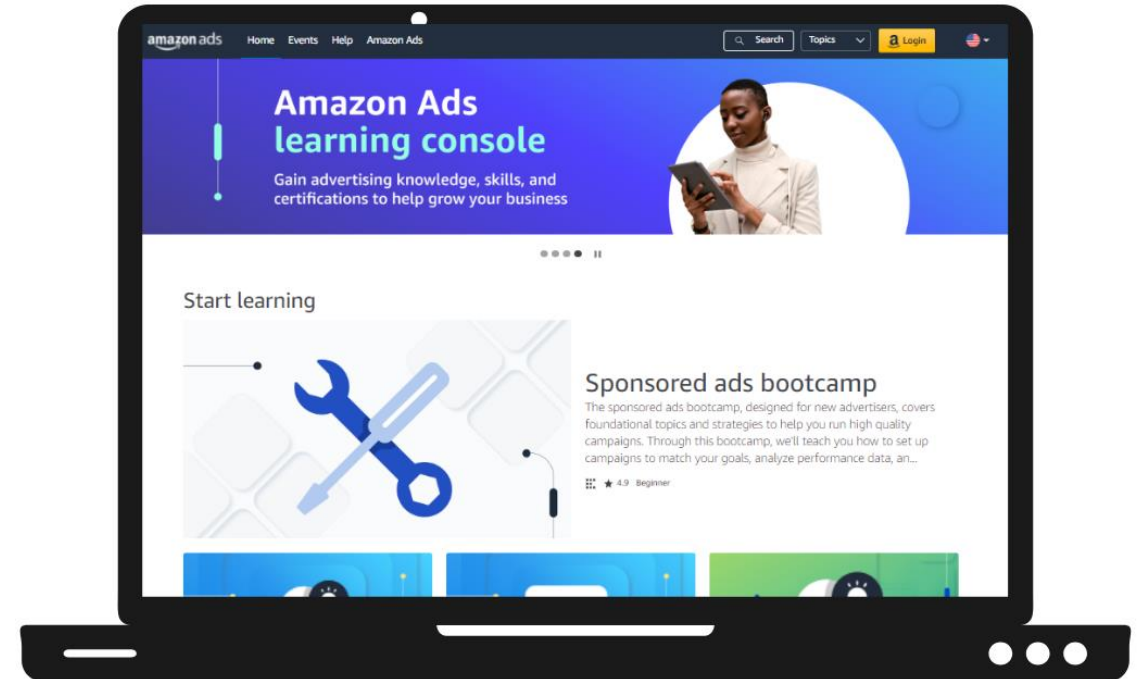 amazon ads Home Events Help Amazon Ads Search Topics a Login
Amazon Ads
learning console
Gain advertising knowledge, skills, and
certifications to help grow your business
Start learning
Sponsored ads bootcamp
The sponsored ads bootcamp, designed for new advertisers, covers
foundational topics and strategies to help you run high quality
campaigns. Through this bootcamp, we'll teach you how to set up
campaigns to match your goals, analyze performance data, an...
4.9 Beginner